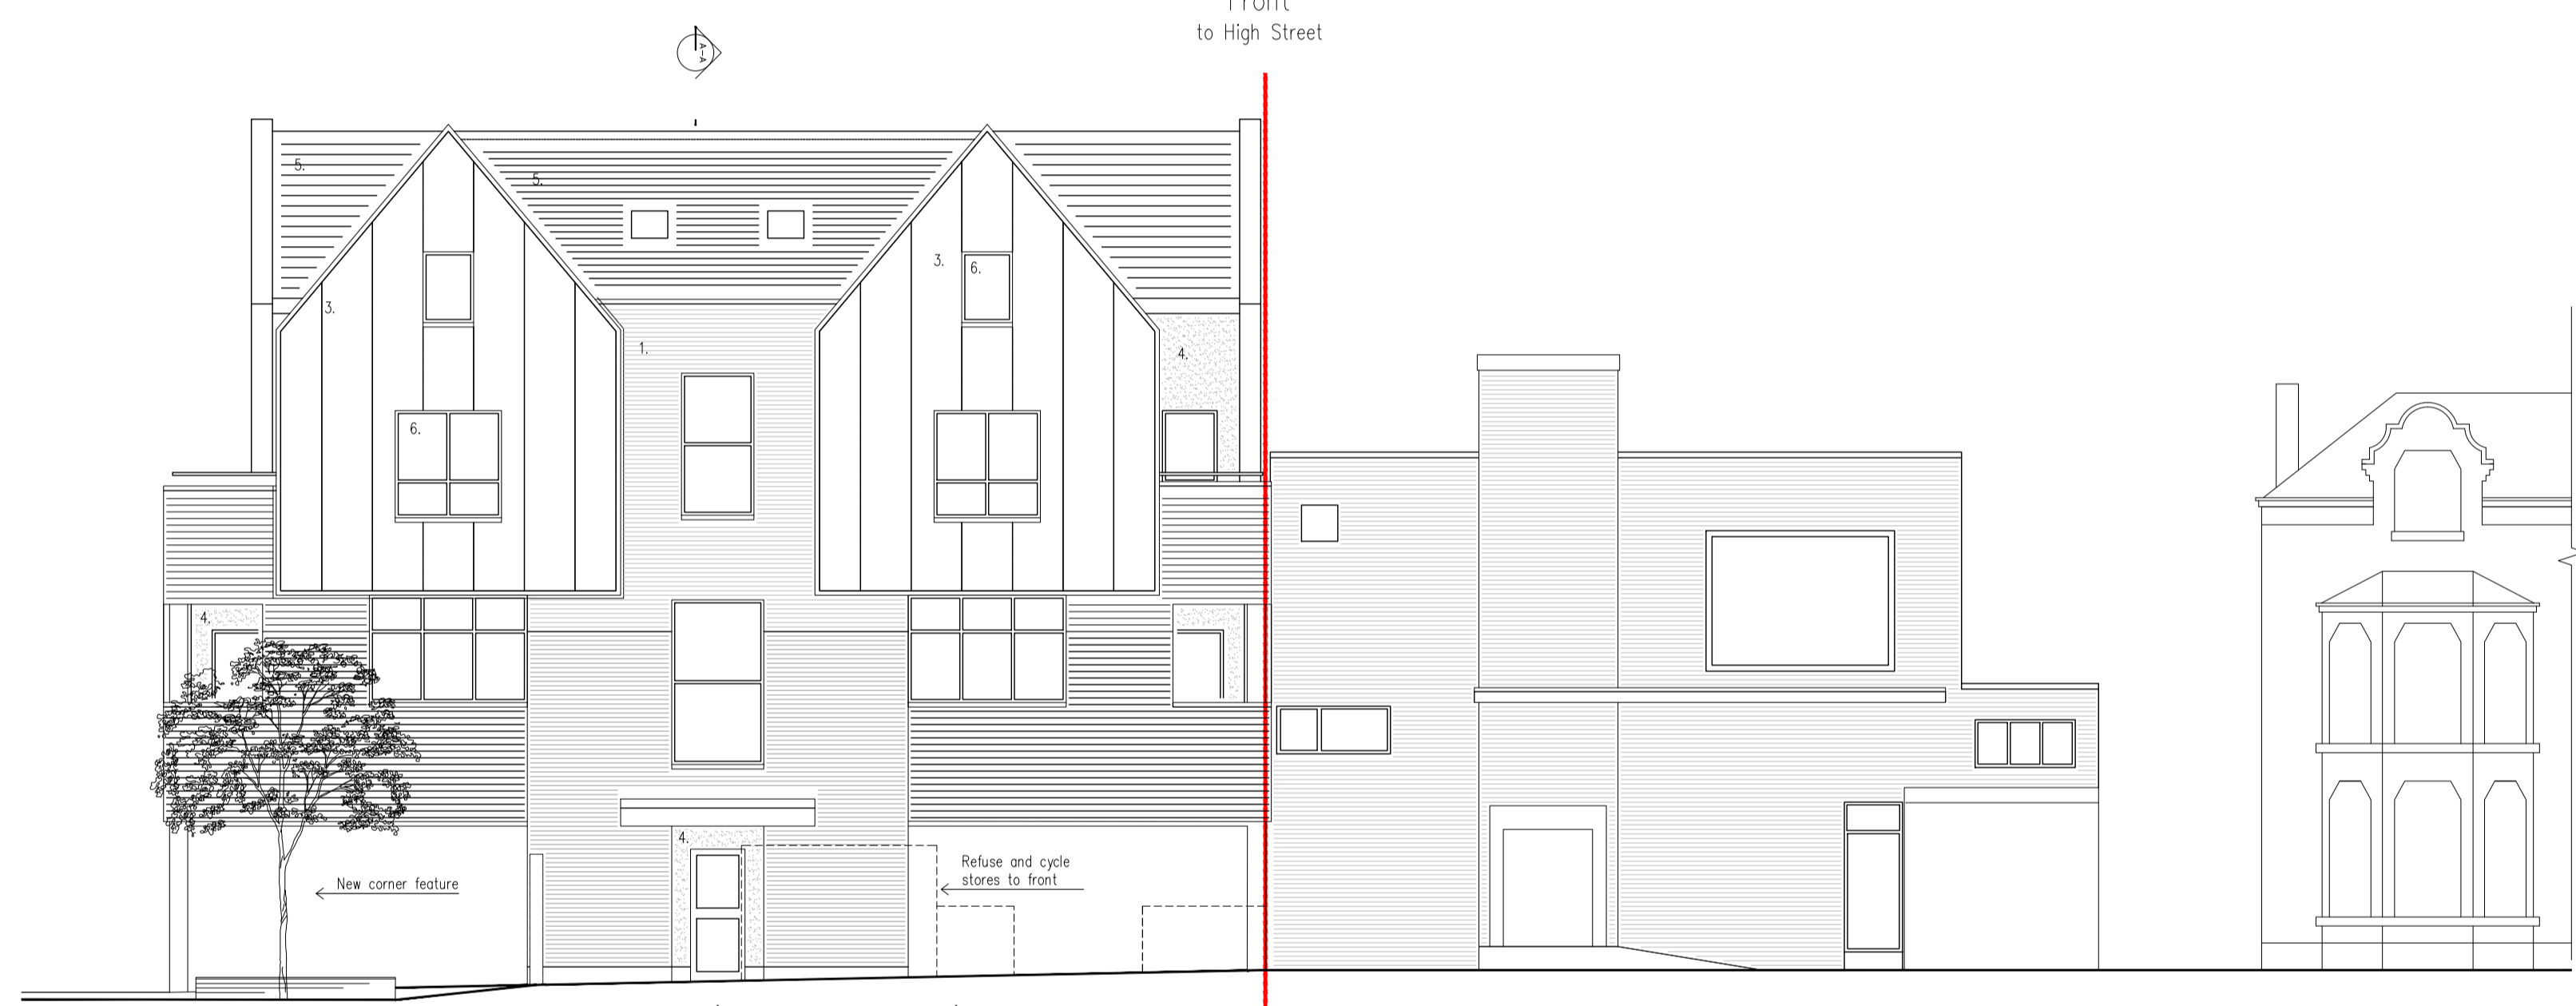 Front
to High Street
A-A
5.
5.
3.
6.
3.
1.
4.
6.
4.
4.
Refuse and cycle
stores to front
New corner feature